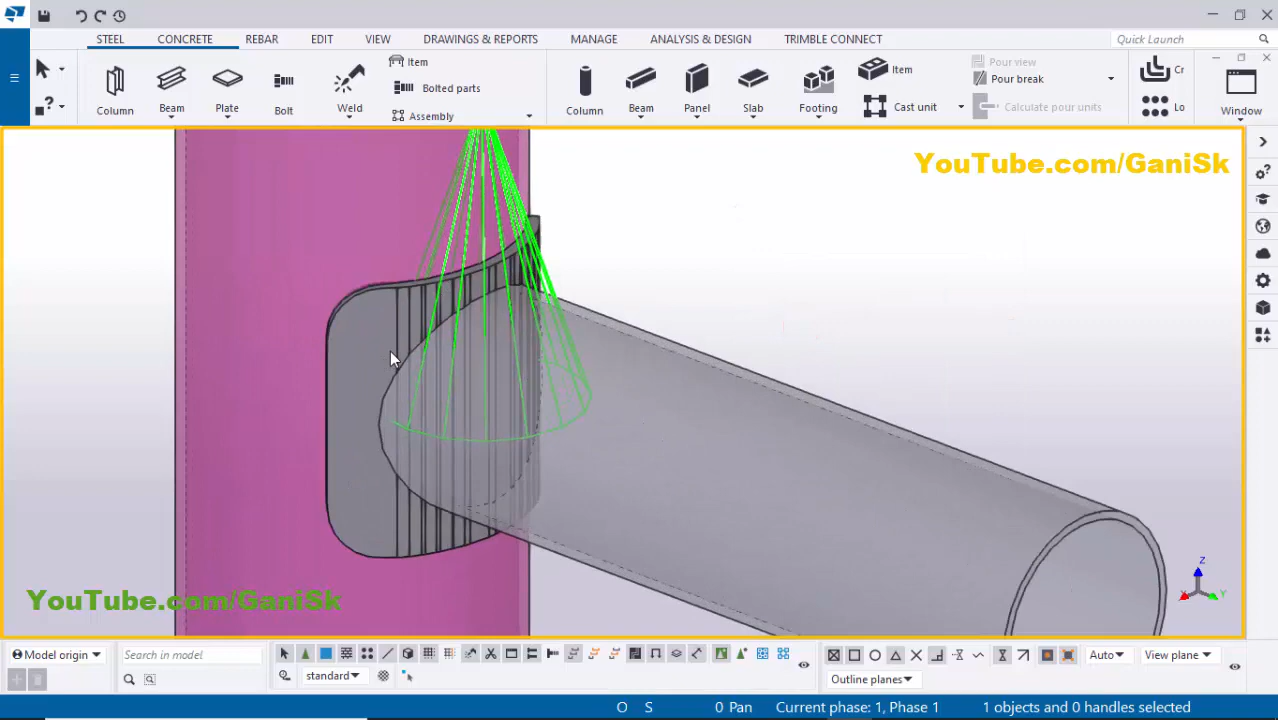 STEEL CONCRETE REBAR EDIT VIEW DRAWINGS & REPORTS MANAGE ANALYSIS & DESIGN TRIMBLE CONNECT Quick Launch
Item Item Pour view Cr
Pour break
Bolted parts
Column Beam Plate Bolt Weld Column Beam Panel Slab Footing Cast unit Calculate pour units Lo Window
Assembly
YouTube.com/GaniSk
Z
X Y
YouTube.com/GaniSk
Model origin Search in model Auto View plane
standard Outline planes
O S 0 Pan Current phase: 1, Phase 1 1 objects and 0 handles selected